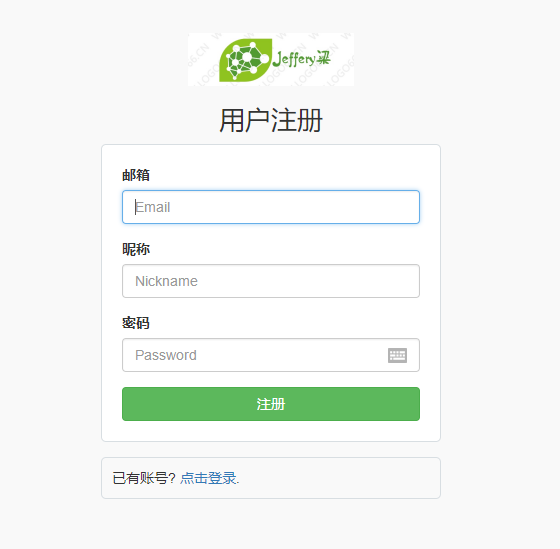 Jeffery梁
用户注册
邮箱
Email
昵称
Nickname
密码
Password
注册
已有账号? 点击登录.